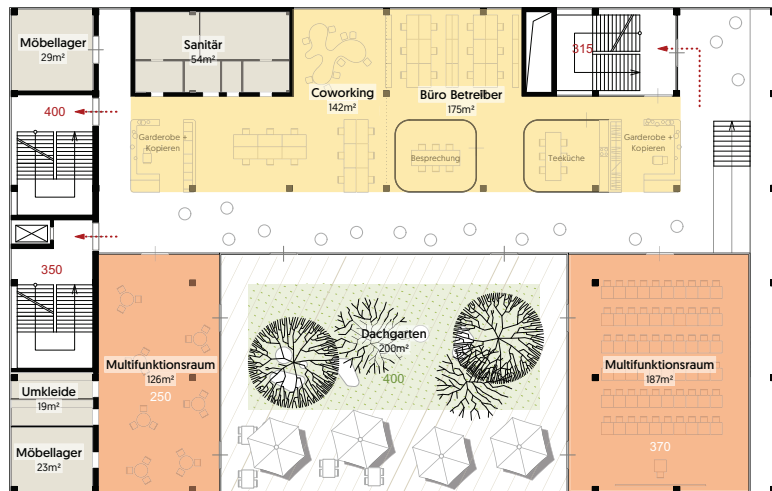 Möbellager
29m²
Sanitär
54m²
Coworking
142m²
Büro Betreiber
175m²
315
400
Garderobe +
Kopieren
Besprechung
Teeküche
Garderobe +
Kopieren
350
Multifunktionsraum
126m²
250
Dachgarten
200m²
400
Multifunktionsraum
187m²
370
Umkleide
19m²
Möbellager
23m²